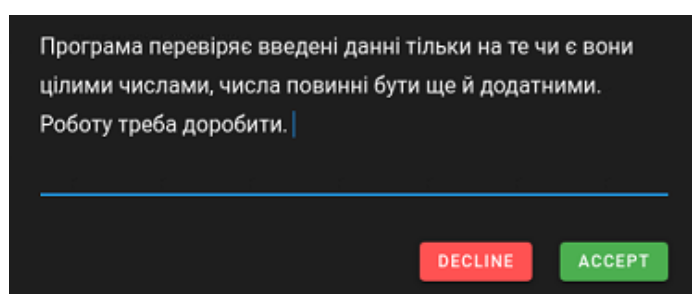 Програма перевіряє введені данні тільки на те чи є вони
цілими числами, числа повинні бути ще й додатними.
Роботу треба доробити.
DECLINE
ACCEPT